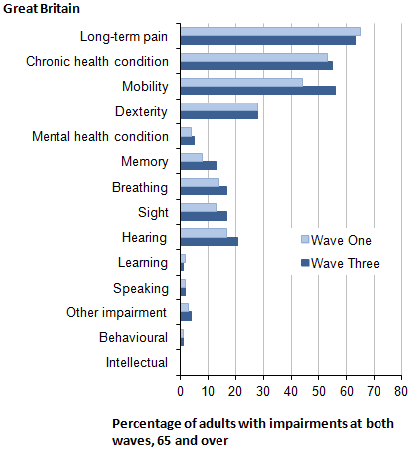 Great Britain
Long-term pain
Chronic health condition
Mobility
Dexterity
Mental health condition
Memory
Breathing
Sight
Hearing
Learning
Speaking
Other impairment
Behavioural
Intellectual
Wave One
Wave Three
0 10 20 30 40 50 60 70 80
Percentage of adults with impairments at both
waves, 65 and over